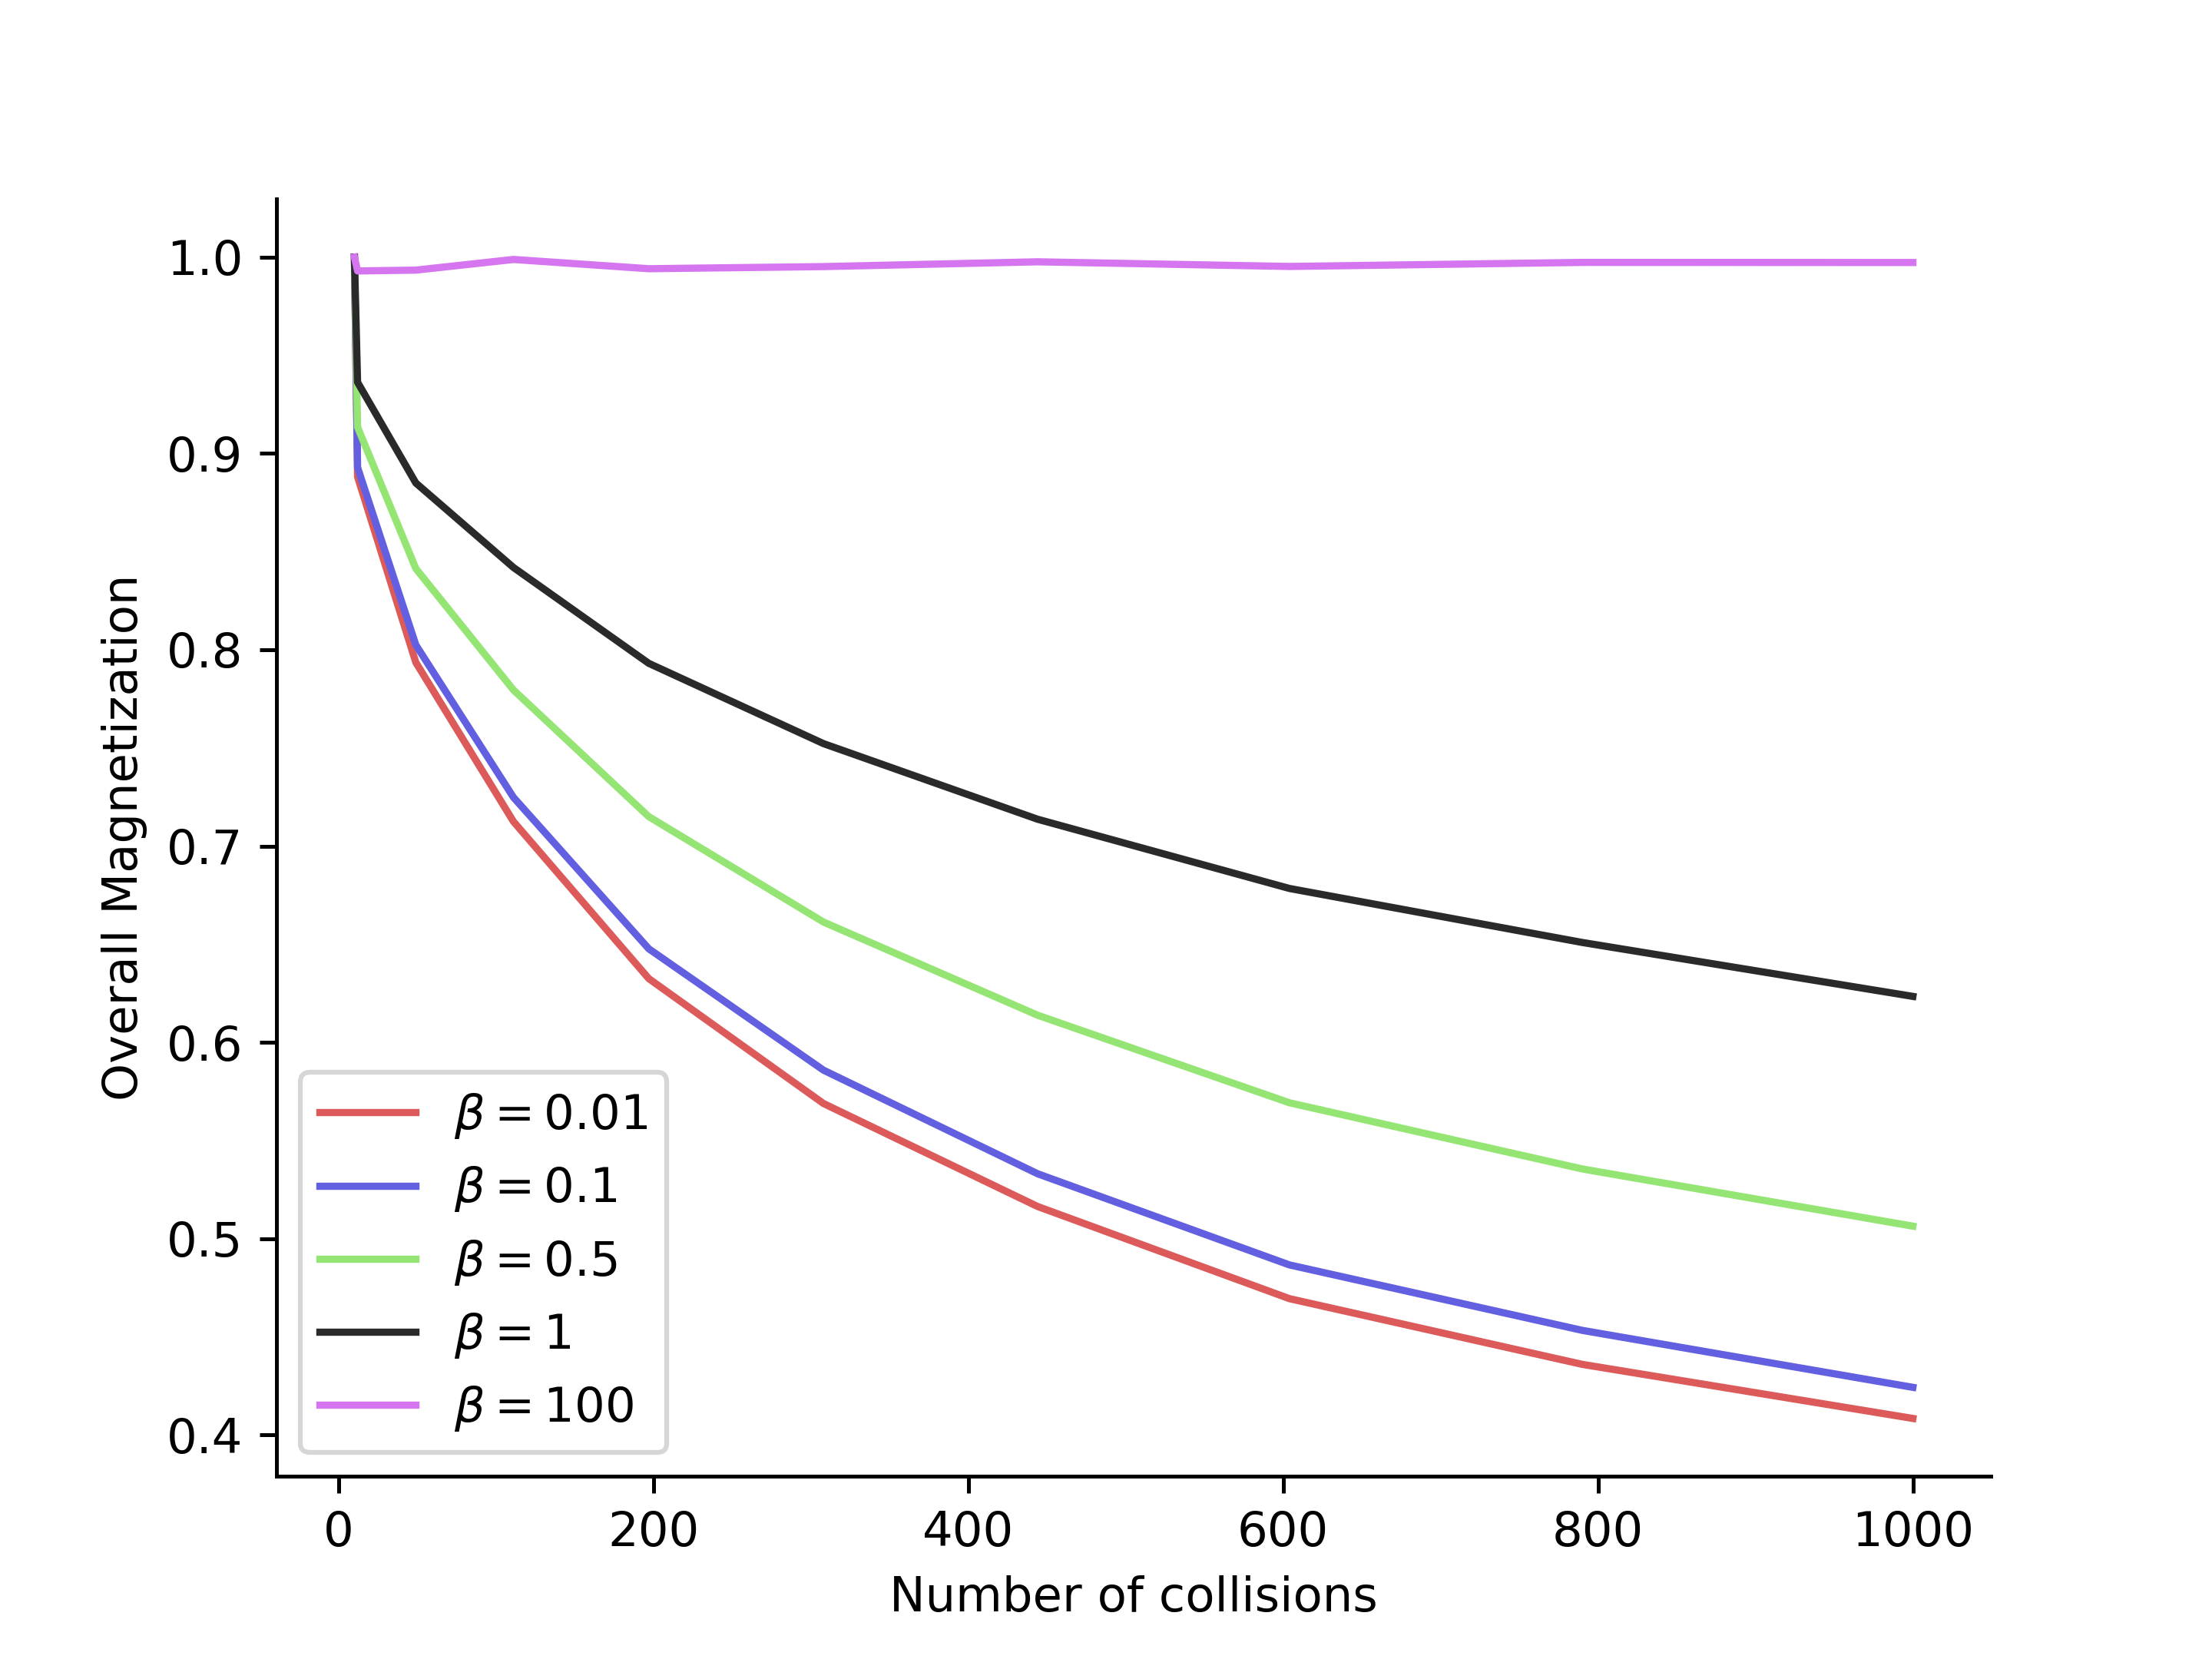 1.0
0.9
0.8
0.7
0.6
0.5
0.4
Overall Magnetization
β = 0.01
β = 0.1
β = 0.5
β = 1
β = 100
0 200 400 600 800 1000
Number of collisions